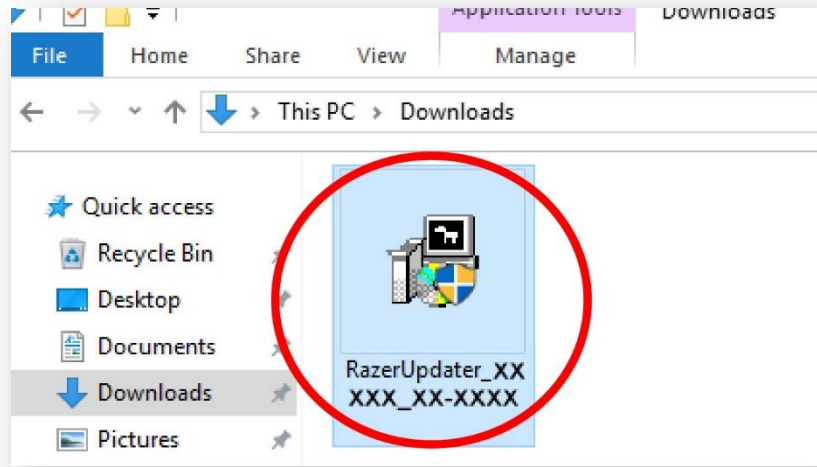 Application Tools
Downloads
File
Home
Share
View
Manage
This PC > Downloads
Quick access
Recycle Bin
Desktop
Documents
Downloads
Pictures
RazerUpdater_XX
XXX_XX-XXXX